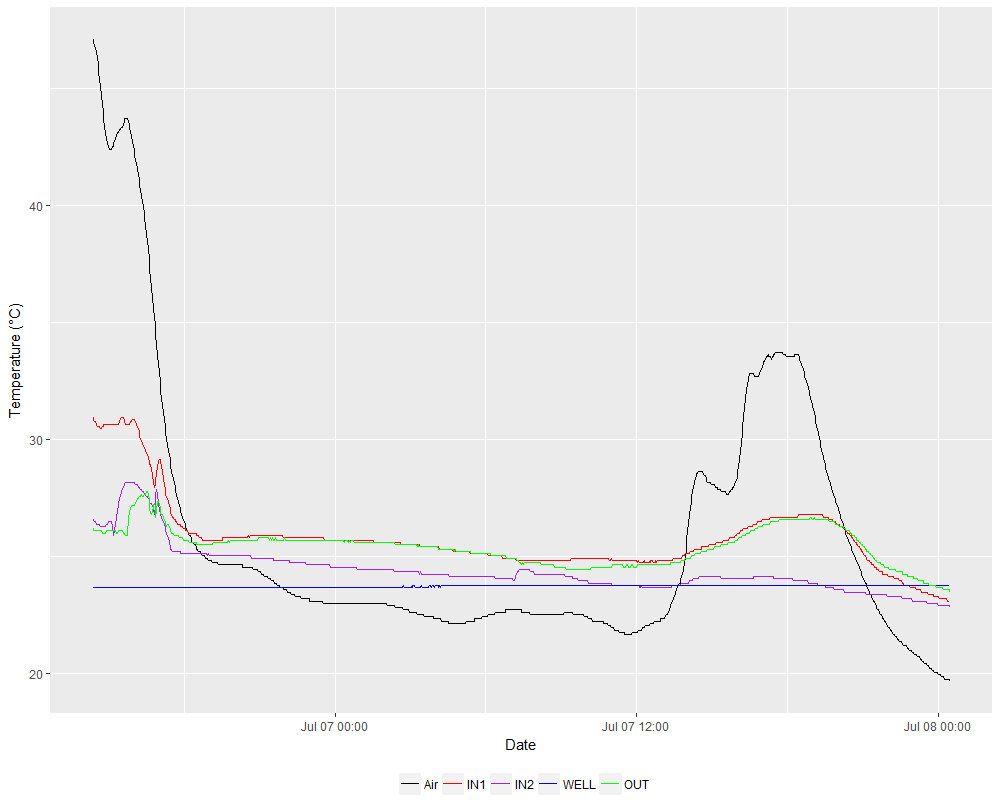 40
30
20
Temperature (°C)
Jul 07 00:00
Jul 07 12:00
Jul 08 00:00
Date
Air IN1 IN2 WELL OUT